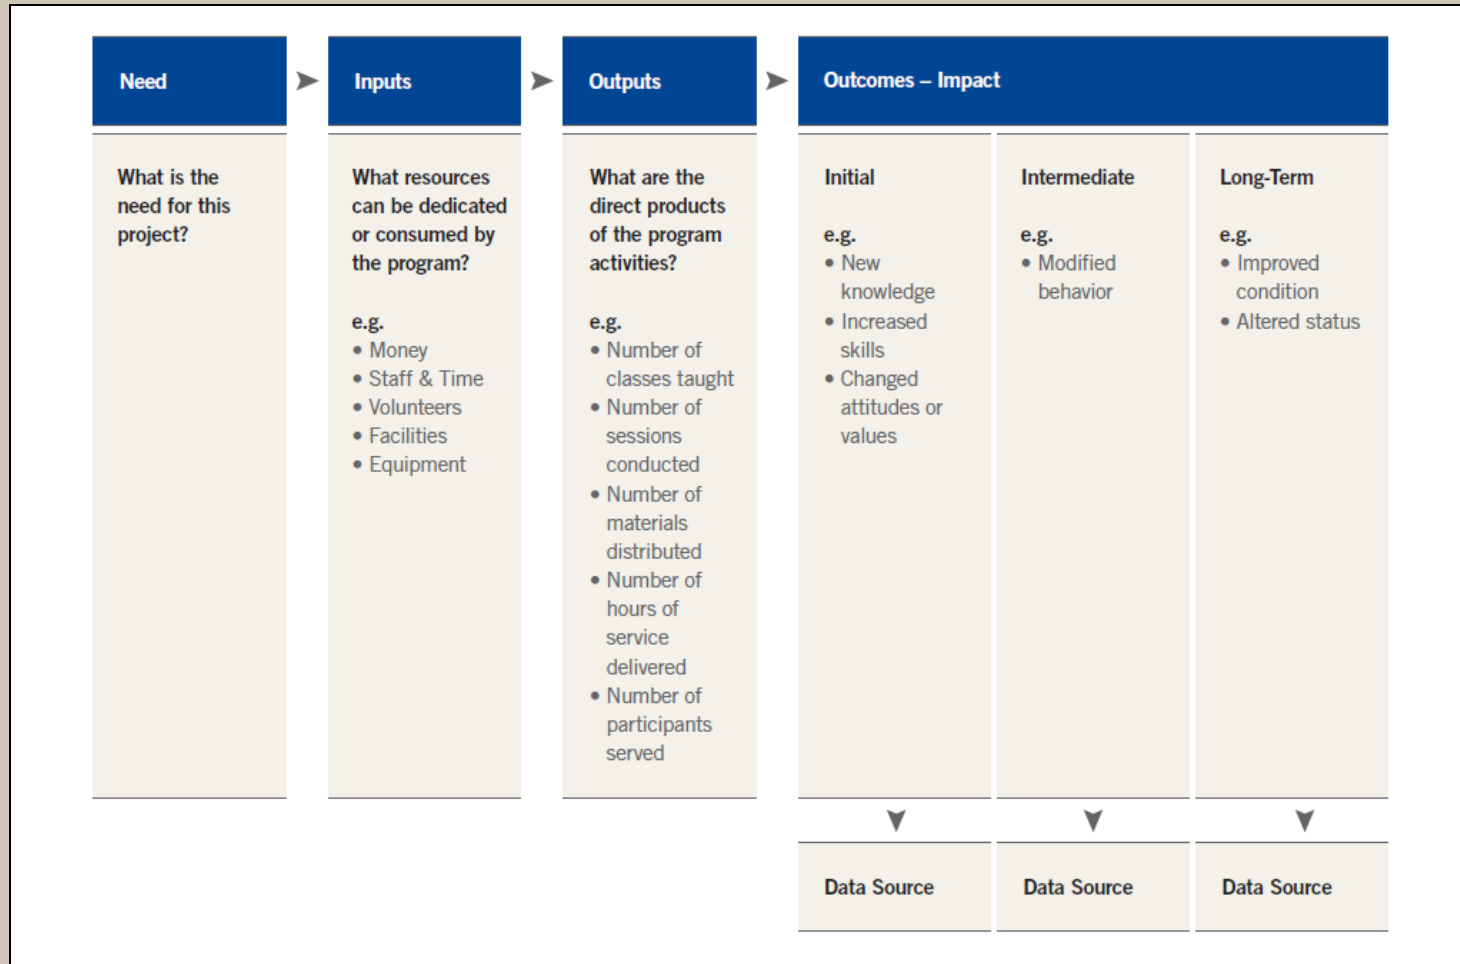 Need
Inputs
Outputs
Outcomes – Impact
What is the
need for this
project?
What resources
can be dedicated
or consumed by
the program?
e.g.
• Money
• Staff & Time
• Volunteers
• Facilities
• Equipment
What are the
direct products
of the program
activities?
e.g.
• Number of
classes taught
• Number of
sessions
conducted
• Number of
materials
distributed
• Number of
hours of
service
delivered
• Number of
participants
served
Initial
e.g.
• New
knowledge
• Increased
skills
• Changed
attitudes or
values
Intermediate
e.g.
• Modified
behavior
Long-Term
e.g.
• Improved
condition
• Altered status
Data Source
Data Source
Data Source